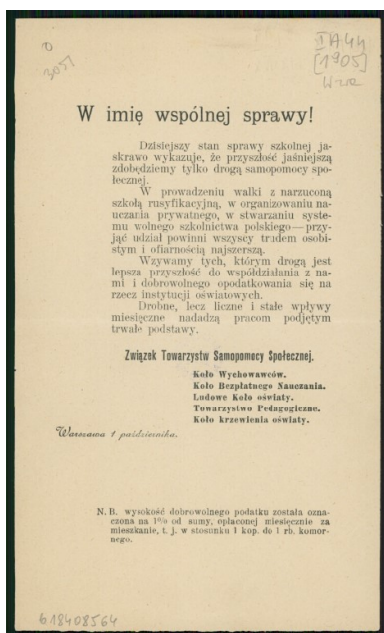 0
3051
I A 4 4
[1905]
W-wa
W imię wspólnej sprawy!
Dzisiejszy stan sprawy szkolnej ja-
skrawo wykazuje, że przyszłość jaśniejszą
zdobędziemy tylko drogą samopomocy spo-
łecznej.
W prowadzeniu walki z narzuconą
szkołą rusyfikacyjną, w organizowaniu na-
uczania prywatnego, w stwarzaniu syste-
mu wolnego szkolnictwa polskiego—przy-
jąć udział powinni wszyscy trudem osobi-
stym i ofiarnością najszerszą.
Wzywamy tych, którym drogą jest
lepsza przyszłość do współdziałania z na-
mi i dobrowolnego opodatkowania się na
rzecz instytucji oświatowych.
Drobne, lecz liczne i stałe wpływy
miesięczne nadadzą pracom podjętym
trwałe podstawy.
Związek Towarzystw Samopomocy Społecznej.
Koło Wychowawców.
Koło Bezpłatnego Nauczania.
Ludowe Koło oświaty.
Towarzystwo Pedagogiczne.
Koło krzewienia oświaty.
Warszawa 1 października.
N. B. wysokość dobrowolnego podatku została ozna-
czona na 1% od sumy, opłaconej miesięcznie za
mieszkanie, t. j. w stosunku 1 kop. do 1 rb. komor-
nego.
618408564